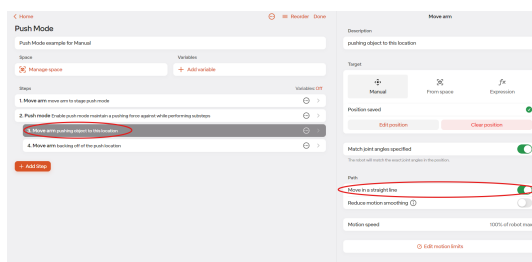 < Home
Reorder Done
Push Mode
Push Mode example for Manual
Space
Variables
Manage space
+ Add variable
Steps
Variables: Off
1. Move arm move arm to stage push mode
2. Push mode Enable push mode maintain a pushing force against while performing substeps
3. Move arm pushing object to this location
4. Move arm backing off of the push location
+ Add Step
Move arm
Description
pushing object to this location
Target
Manual
From space
Expression
Position saved
Edit position
Clear position
Match joint angles specified
The robot will match the exact joint angles in the position.
Path
Move in a straight line
Reduce motion smoothing
Motion speed
100% of robot max
Edit motion limits